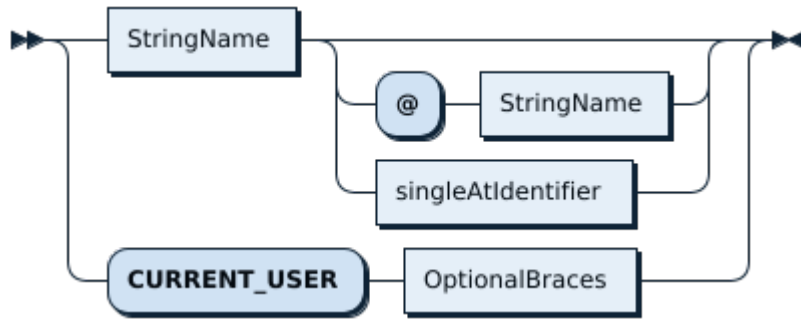 StringName
@ StringName
singleAtIdentifier
CURRENT_USER OptionalBraces